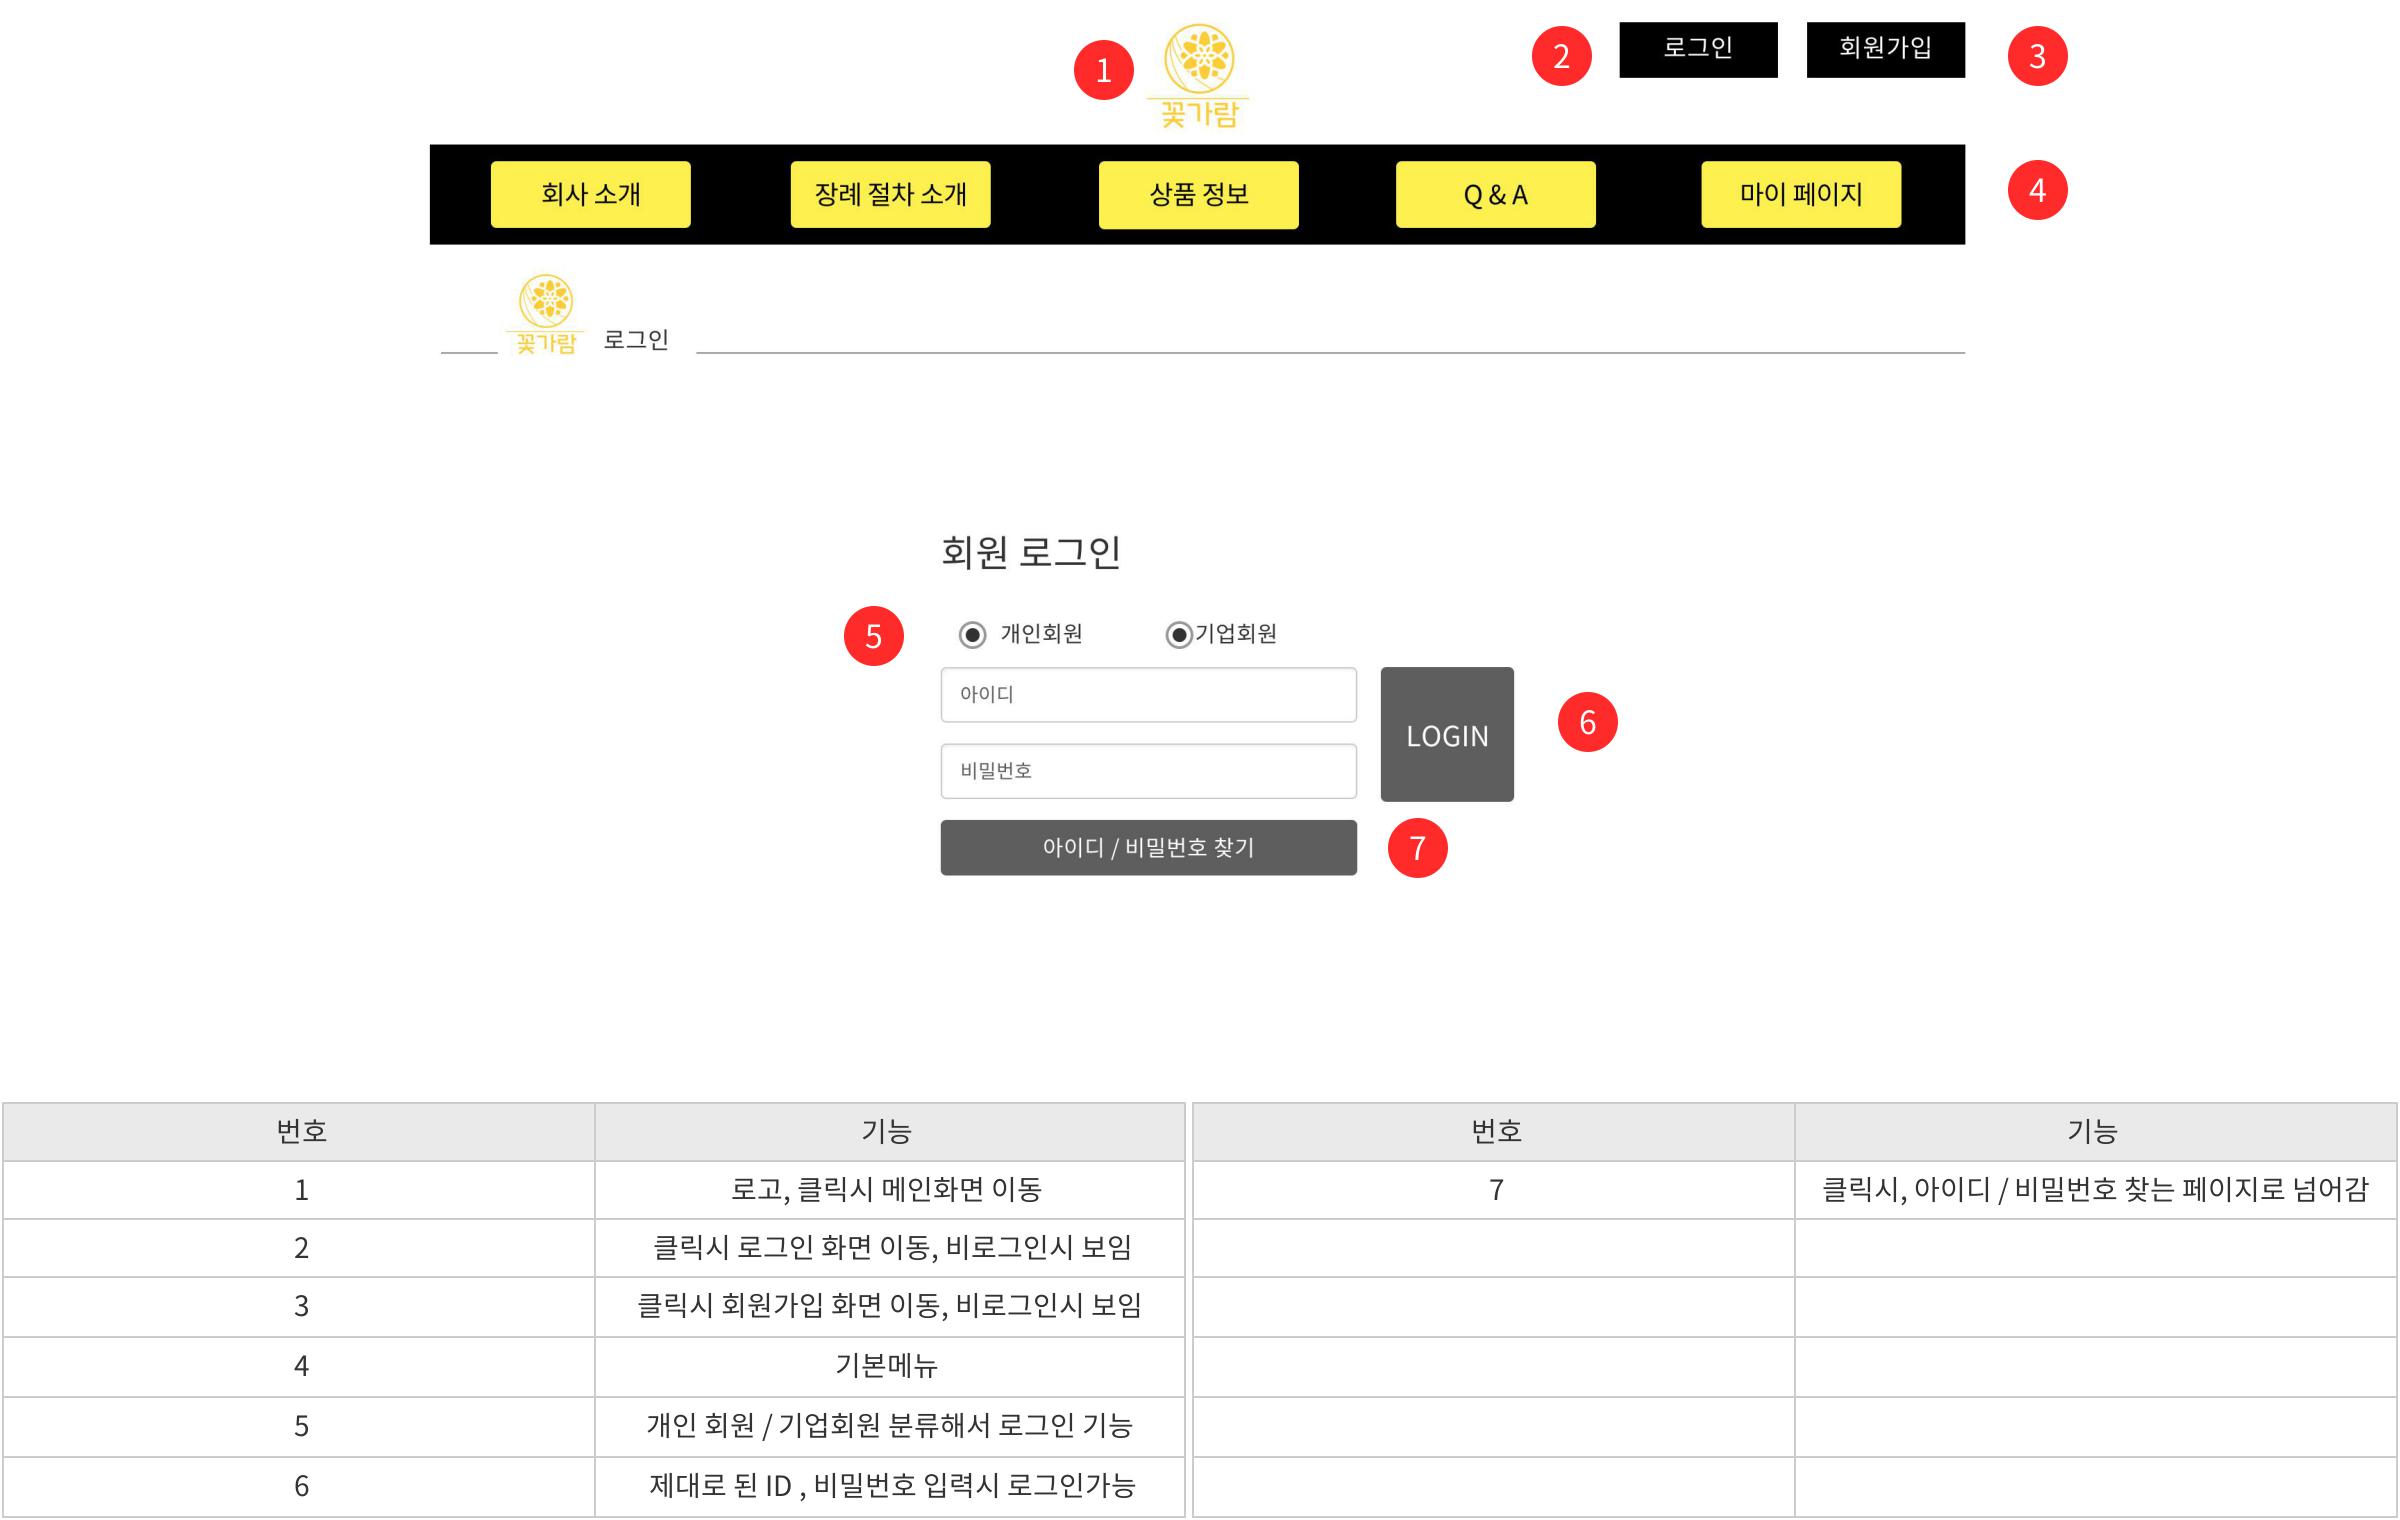 1
꽃가람
2
로그인
회원가입
3
회사 소개
장례 절차 소개
상품 정보
Q & A
마이 페이지
4
꽃가람
로그인
회원 로그인
5
개인회원
기업회원
아이디
비밀번호
LOGIN
6
아이디 / 비밀번호 찾기
7
번호 기능 번호 기능
1 로고, 클릭시 메인화면 이동 7 클릭시, 아이디 / 비밀번호 찾는 페이지로 넘어감
2 클릭시 로그인 화면 이동, 비로그인시 보임
3 클릭시 회원가입 화면 이동, 비로그인시 보임
4 기본메뉴
5 개인 회원 / 기업회원 분류해서 로그인 기능
6 제대로 된 ID , 비밀번호 입력시 로그인가능